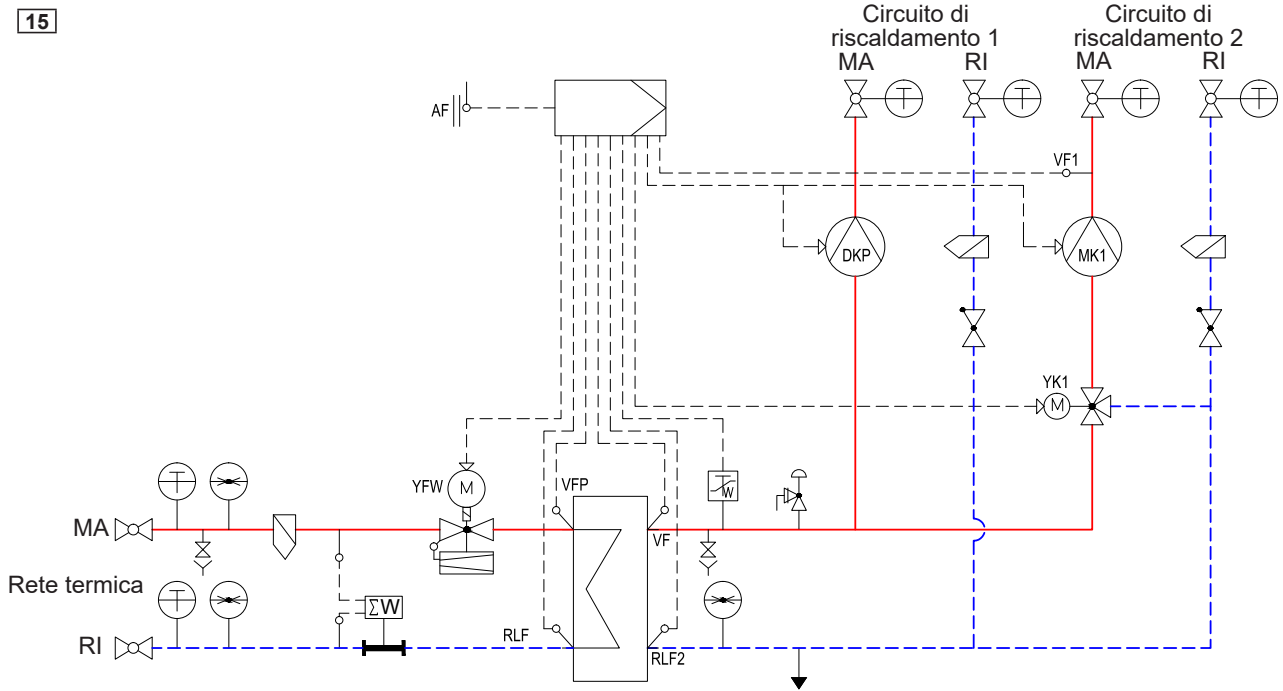 15
Circuito di
riscaldamento 1
Circuito di
riscaldamento 2
MA
RI
MA
RI
T
T
T
T
AF
VF1
DKP
MK1
YK1
M
YFW
M
VFP
W
T
MA
VF
Rete termica
T
ΣW
RI
RLF
RLF2